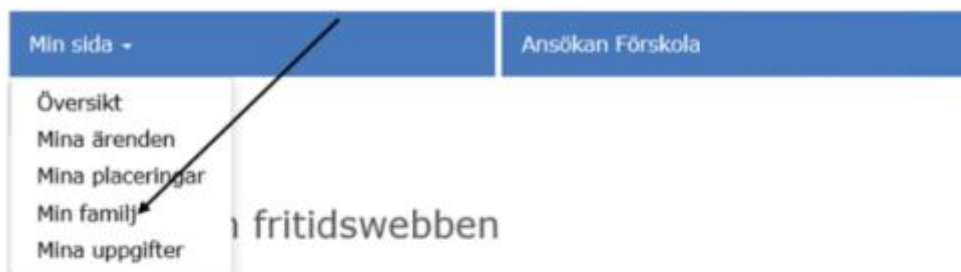 Min sida
Ansökan Förskola
Översikt
Mina ärenden
Mina placeringar
Min familj
Mina uppgifter
fritidswebben